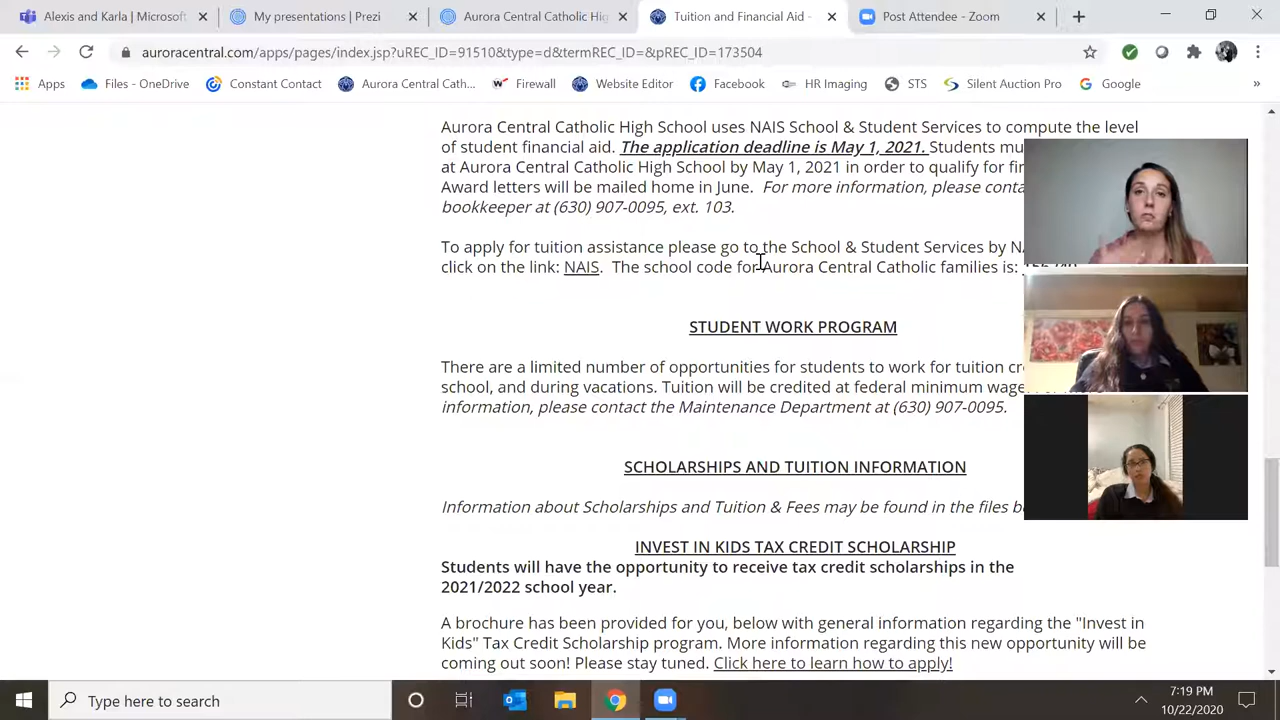 Alexis and Karla | Microsoft
My presentations | Prezi
Aurora Central Catholic Hig
Tuition and Financial Aid -
Post Attendee - Zoom
auroracentral.com/apps/pages/index.jsp?uREC_ID=91510&type=d&termREC_ID=&pREC_ID=173504
Apps
Files - OneDrive
Constant Contact
Aurora Central Cath...
Firewall
Website Editor
Facebook
HR Imaging
STS
Silent Auction Pro
Google
»
Aurora Central Catholic High School uses NAIS School & Student Services to compute the level
of student financial aid. The application deadline is May 1, 2021. Students
at Aurora Central Catholic High School by May 1, 2021 in order to qualify for
Award letters will be mailed home in June. For more information, please
bookkeeper at (630) 907-0095, ext. 103.
To apply for tuition assistance please go to the School & Student Services by
click on the link: NAIS. The school code for Aurora Central Catholic families is:
STUDENT WORK PROGRAM
There are a limited number of opportunities for students to work for tuition
school, and during vacations. Tuition will be credited at federal minimum
information, please contact the Maintenance Department at (630) 907-0095.
SCHOLARSHIPS AND TUITION INFORMATION
Information about Scholarships and Tuition & Fees may be found in the files
INVEST IN KIDS TAX CREDIT SCHOLARSHIP
Students will have the opportunity to receive tax credit scholarships in the
2021/2022 school year.
A brochure has been provided for you, below with general information regarding the "Invest in
Kids" Tax Credit Scholarship program. More information regarding this new opportunity will be
coming out soon! Please stay tuned. Click here to learn how to apply!
Type here to search
7:19 PM
10/22/2020